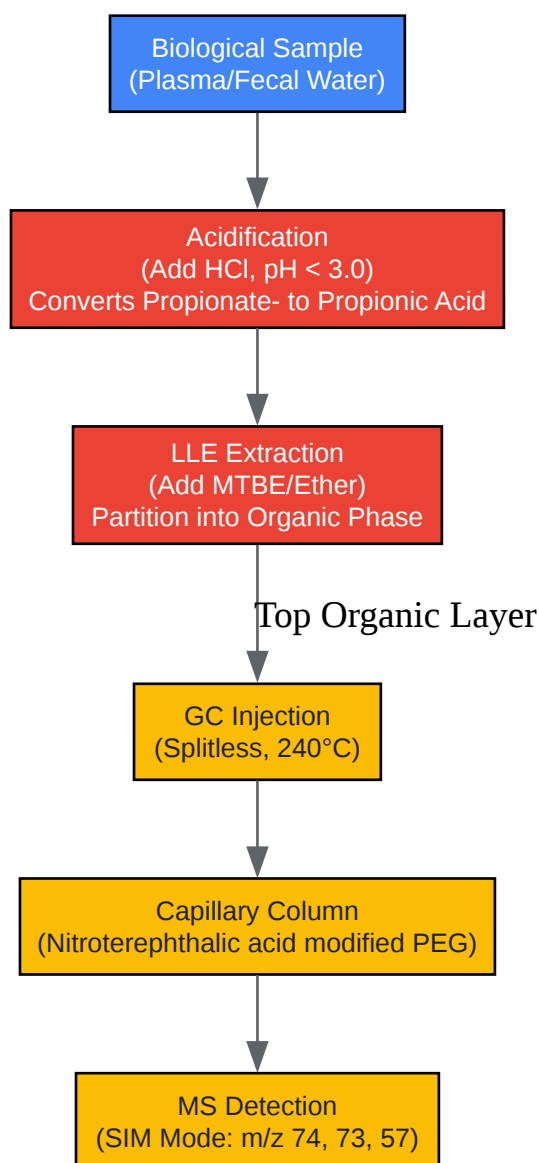 Biological Sample
(Plasma/Fecal Water)
Acidification
(Add HCl, pH < 3.0)
Converts Propionate- to Propionic Acid
LLE Extraction
(Add MTBE/Ether)
Partition into Organic Phase
Top Organic Layer
GC Injection
(Splitless, 240°C)
Capillary Column
(Nitroterephthalic acid modified PEG)
MS Detection
(SIM Mode: m/z 74, 73, 57)